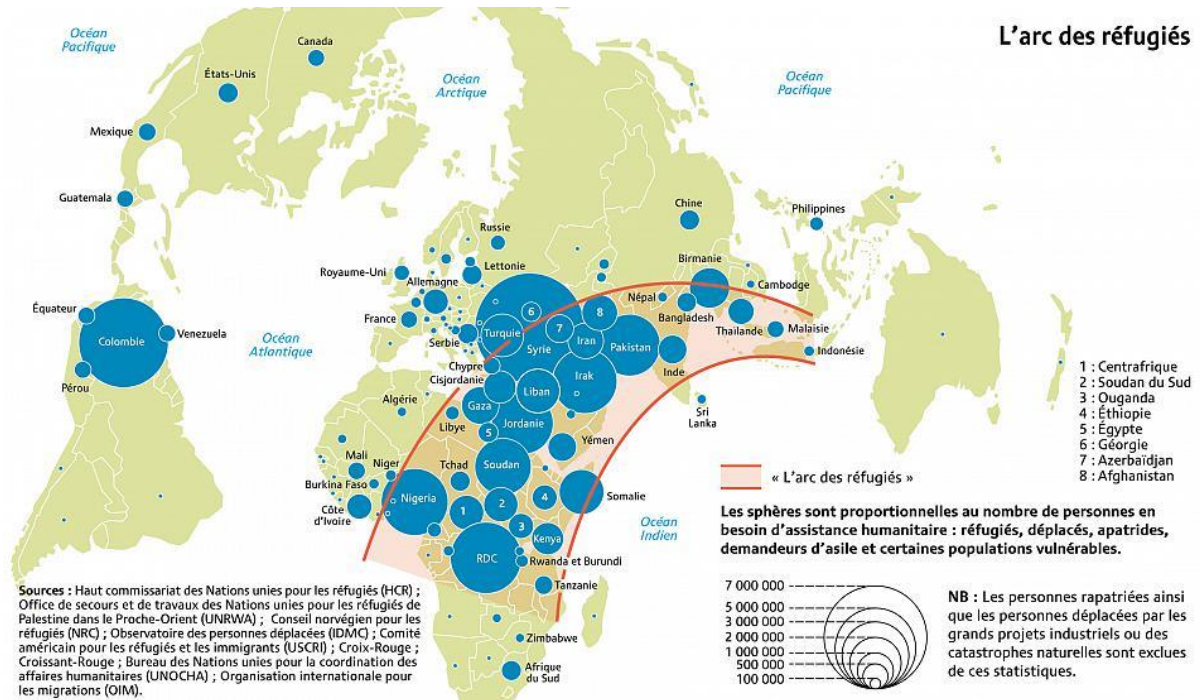 L'arc des réfugiés
Océan
Pacifique
Canada
États-Unis
Océan
Arctique
Océan
Pacifique
Mexique
Guatemala
Chine
Philippines
Russie
Royaume-Uni
Lettonie
Allemagne
Birmanie
Cambodge
Népal
Bangladesh
Équateur
Colombie
Venezuela
Pérou
Océan
Atlantique
France
Serbie
6
8
Turquie
7
Syrie
Iran
Pakistan
Thaïlande
Malaisie
Inde
Indonésie
Chypre
Cisjordanie
Irak
Liban
Algérie
Gaza
Libye
Jordanie
5
Sri
Lanka
Yémen
Mali
Niger
Tchad
Soudan
Burkina Faso
Nigeria
Côte
d'Ivoire
1
2
4
Somalie
3
Kenya
Océan
Indien
RDC
Rwanda et Burundi
Tanzanie
Zimbabwe
Afrique
du Sud
1 : Centrafrique
2 : Soudan du Sud
3 : Ouganda
4 : Éthiopie
5 : Égypte
6 : Géorgie
7 : Azerbaïdjan
8 : Afghanistan
« L'arc des réfugiés »
Les sphères sont proportionnelles au nombre de personnes en
besoin d'assistance humanitaire : réfugiés, déplacés, apatrides,
demandeurs d'asile et certaines populations vulnérables.
7 000 000
5 000 000
3 000 000
2 000 000
1 000 000
500 000
100 000
NB : Les personnes rapatriées ainsi
que les personnes déplacées par les
grands projets industriels ou des
catastrophes naturelles sont exclues
de ces statistiques.
Sources : Haut commissariat des Nations unies pour les réfugiés (HCR) ;
Office de secours et de travaux des Nations unies pour les réfugiés de
Palestine dans le Proche-Orient (UNRWA) ; Conseil norvégien pour les
réfugiés (NRC) ; Observatoire des personnes déplacées (IDMC) ; Comité
américain pour les réfugiés et les immigrants (USCRI) ; Croix-Rouge ;
Croissant-Rouge ; Bureau des Nations unies pour la coordination des
affaires humanitaires (UNOCHA) ; Organisation internationale pour
les migrations (OIM).